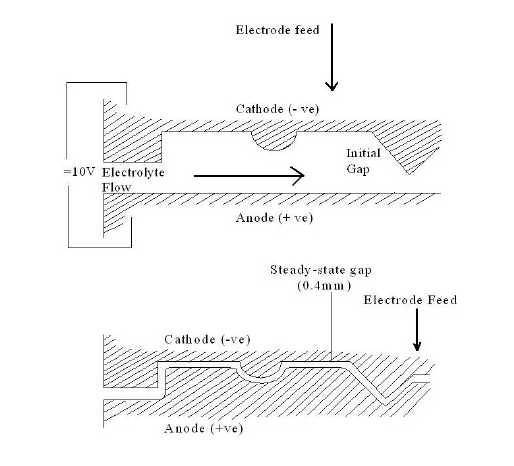 Electrode feed
Cathode (- ve)
Initial
Gap
=10V Electrolyte
Flow
Anode (+ ve)
Steady-state gap
(0.4mm)
Electrode Feed
Cathode (-ve)
Anode (+ve)